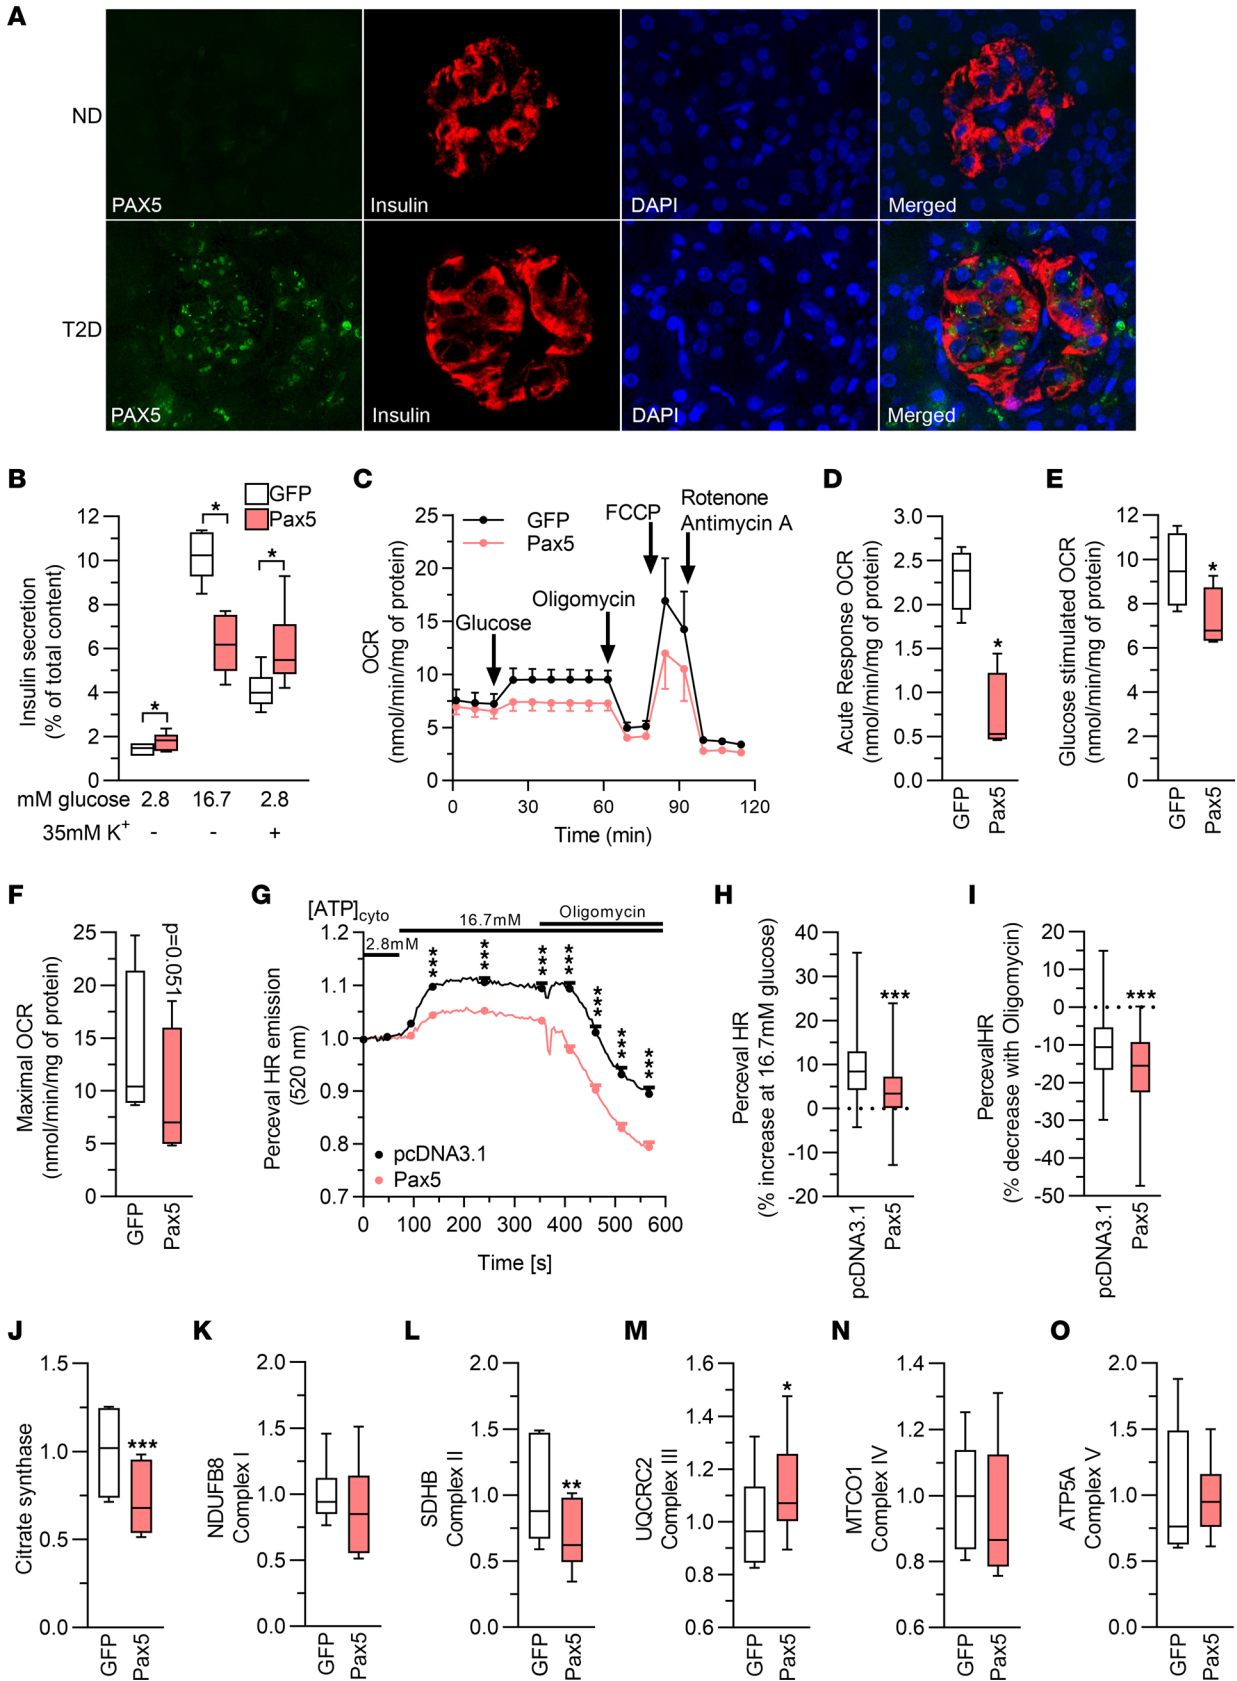 A
ND
PAX5
Insulin
DAPI
Merged
T2D
PAX5
Insulin
DAPI
Merged
B
GFP
Pax5
Insulin secretion
(% of total content)
12
10
8
6
4
2
0
*
*
*
mM glucose 2.8 16.7 2.8
35mM K+ - - +
C
OCR
(nmol/min/mg of protein)
25
20
15
10
5
0
GFP
Pax5
Glucose
Oligomycin
FCCP
Rotenone
Antimycin A
0 30 60 90 120
Time (min)
D
Acute Response OCR
(nmol/min/mg of protein)
3.0
2.5
2.0
1.5
1.0
0.5
0.0
*
GFP
Pax5
E
Glucose stimulated OCR
(nmol/min/mg of protein)
12
10
8
6
4
2
0
*
GFP
Pax5
F
Maximal OCR
(nmol/min/mg of protein)
25
20
15
10
5
0
p=0.051
GFP
Pax5
G
[ATP]cyto
2.8mM
16.7mM
Oligomycin
Perceval HR emission
(520 nm)
1.2
1.1
1.0
0.9
0.8
0.7
***
***
***
***
***
***
***
pcDNA3.1
Pax5
0 100 200 300 400 500 600
Time [s]
H
Perceval HR
(% increase at 16.7mM glucose)
40
30
20
10
0
-10
-20
***
pcDNA3.1
Pax5
I
PercevalHR
(% decrease with Oligomycin)
20
10
0
-10
-20
-30
-40
-50
***
pcDNA3.1
Pax5
J
Citrate synthase
1.5
1.0
0.5
0.0
***
GFP
Pax5
K
NDUFB8
Complex I
2.0
1.5
1.0
0.5
0.0
GFP
Pax5
L
SDHB
Complex II
2.0
1.5
1.0
0.5
0.0
**
GFP
Pax5
M
UQCRC2
Complex III
1.6
1.4
1.2
1.0
0.8
0.6
*
GFP
Pax5
N
MTCO1
Complex IV
1.4
1.2
1.0
0.8
0.6
GFP
Pax5
O
ATP5A
Complex V
2.0
1.5
1.0
0.5
0.0
GFP
Pax5